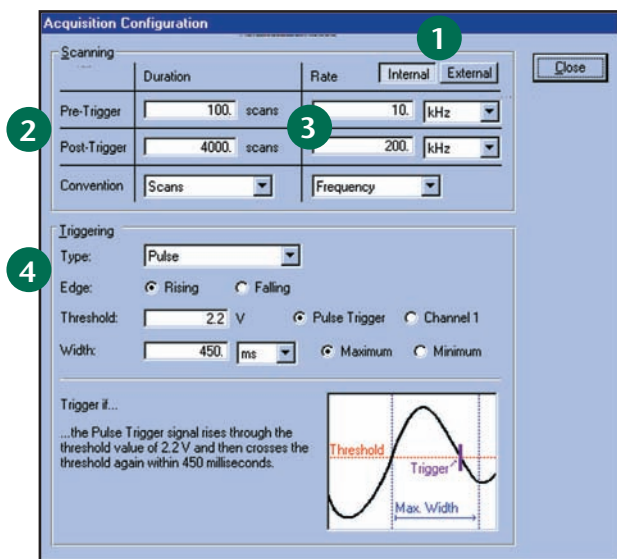 Acquisition Configuration
1
Scanning
Duration Rate Internal External Close
2
Pre-Trigger 100. scans 10. kHz
3
Post-Trigger 4000. scans 200. kHz
Convention Scans Frequency
4
Triggering
Type: Pulse
Edge: Rising Falling
Threshold: 2.2 V Pulse Trigger Channel 1
Width: 450. ms Maximum Minimum
Trigger if...
...the Pulse Trigger signal rises through the
threshold value of 2.2 V and then crosses the
threshold again within 450 milliseconds.
Threshold
Trigger
Max. Width